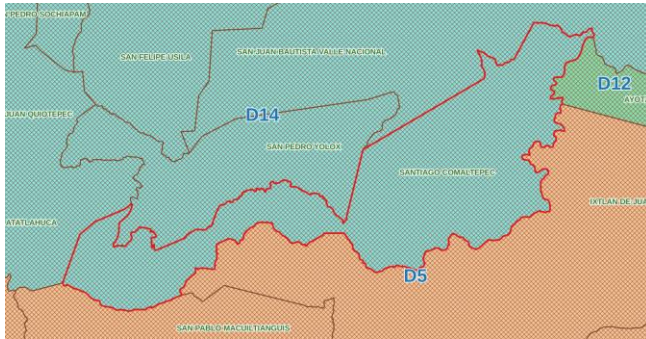 N PEDRO SOCHIAPAM
SAN FELIPE USILA
SAN JUAN BAUTISTA VALLE NACIONAL
D12
AYOT
JUAN QUIOTEPEC
D14
SAN PEDRO YOLOX
SANTIAGO COMALTEPEC
IXTLAN DE JUA
ATATLAHUCA
D5
SAN PABLO MACUILTIANGUIS